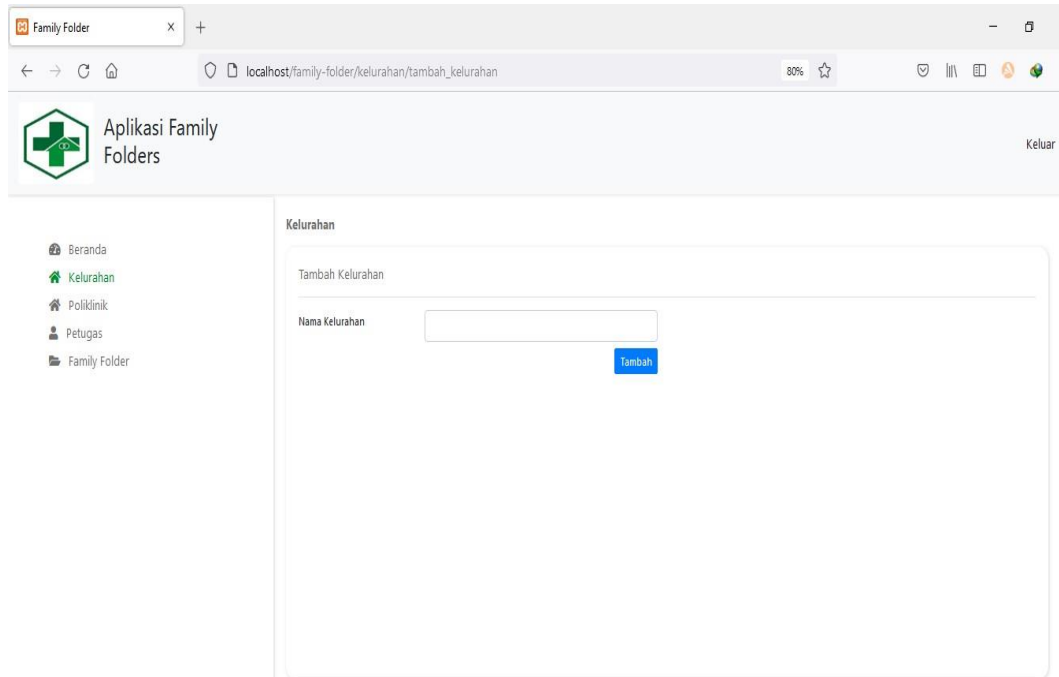 Family Folder
localhost/family-folder/kelurahan/tambah_kelurahan
80%
Aplikasi Family
Folders
Keluar
Beranda
Kelurahan
Poliklinik
Petugas
Family Folder
Kelurahan
Tambah Kelurahan
Nama Kelurahan
Tambah